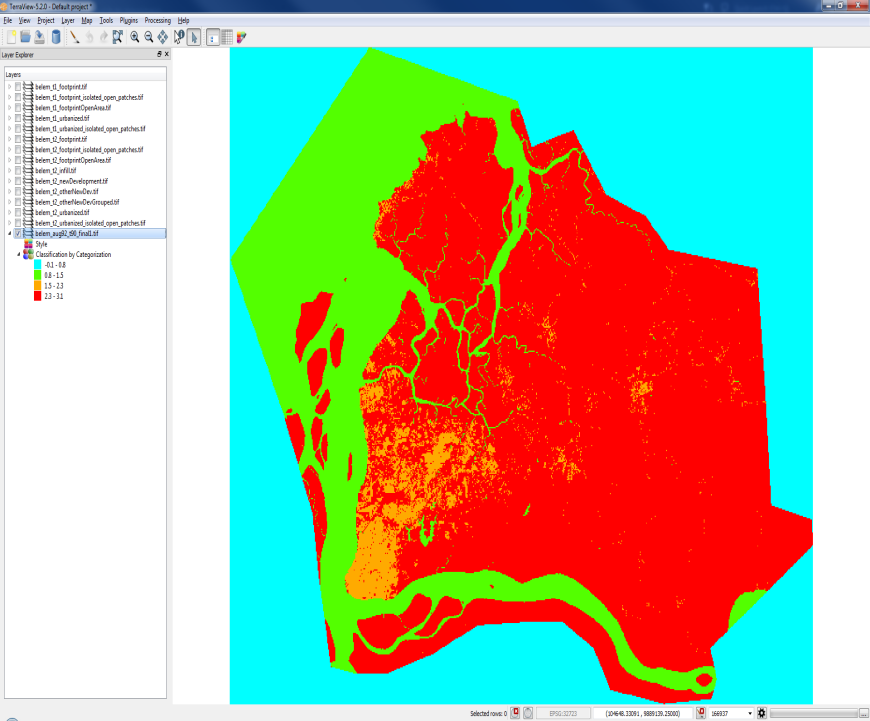 TerraView-5.2.0 - Default project *
File View Project Layer Map Tools Plugins Processing Help
Layer Explorer
Layers
belem_t1_footprint.tif
belem_t1_footprint_isolated_open_patches.tif
belem_t1_footprintOpenArea.tif
belem_t1_urbanized.tif
belem_t1_urbanized_isolated_open_patches.tif
belem_t2_footprint.tif
belem_t2_footprint_isolated_open_patches.tif
belem_t2_footprintOpenArea.tif
belem_t2_infill.tif
belem_t2_newDevelopment.tif
belem_t2_otherNewDev.tif
belem_t2_otherNewDevGrouped.tif
belem_t2_urbanized.tif
belem_t2_urbanized_isolated_open_patches.tif
belem_aug92_t90_final1.tif
Style
Classification by Categorization
-0.1 - 0.8
0.8 - 1.5
1.5 - 2.3
2.3 - 3.1
Selected rows: 0 EPSG:32723 (104648.33091 , 9889139.25000) 166937